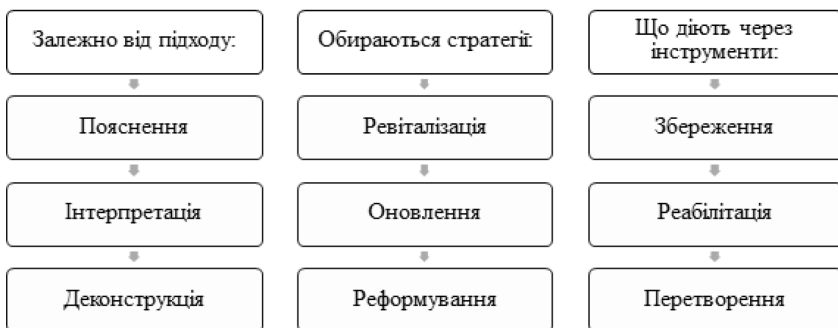 Залежно від підходу:
Пояснення
Інтерпретація
Деконструкція
Обираються стратегії:
Ревіталізація
Оновлення
Реформування
Що діють через
інструменти:
Збереження
Реабілітація
Перетворення